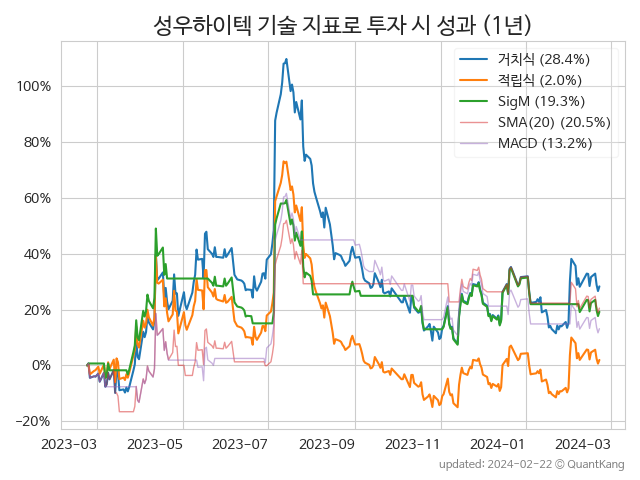 성우하이텍 기술 지표로 투자 시 성과 (1년)
거치식 (28.4%)
적립식 (2.0%)
SigM (19.3%)
SMA(20) (20.5%)
MACD (13.2%)
100%
80%
60%
40%
20%
0%
−20%
2023-03 2023-05 2023-07 2023-09 2023-11 2024-01 2024-03
updated: 2024-02-22 © QuantKang